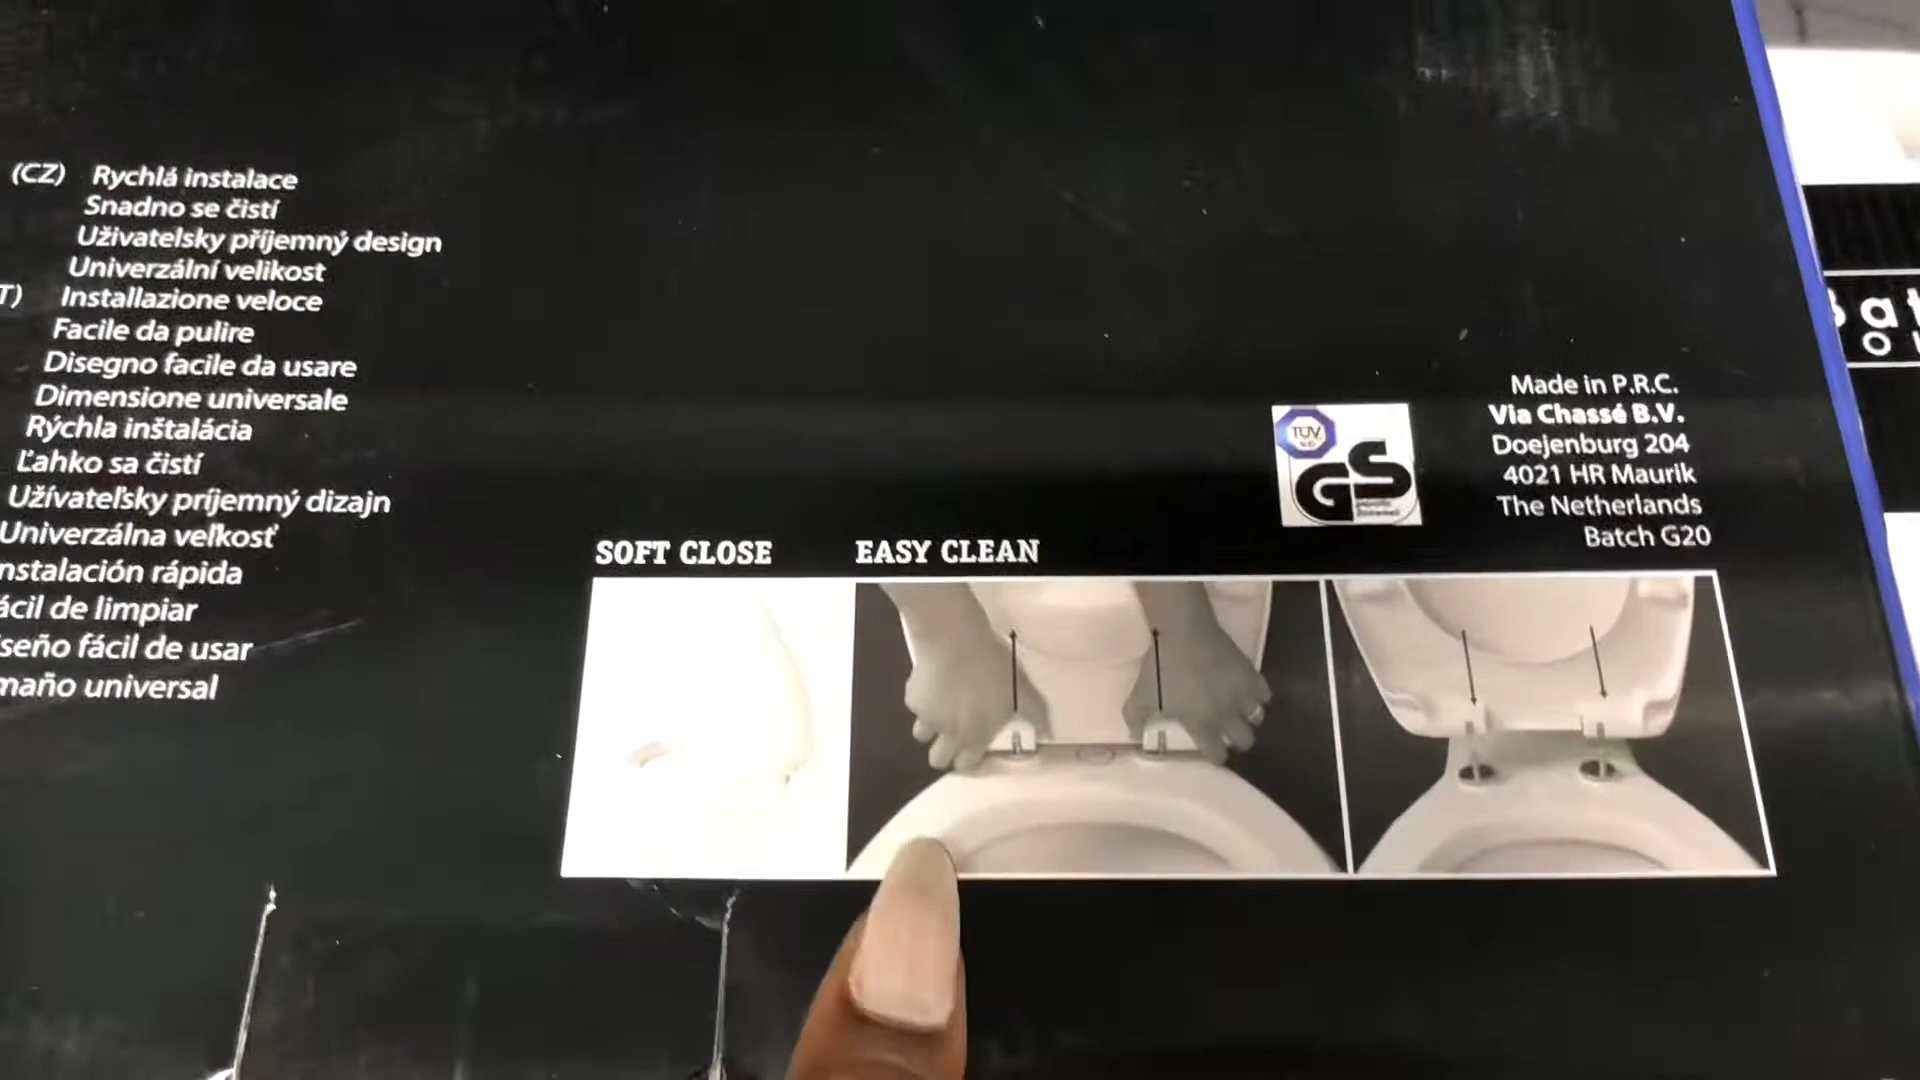 (CZ) Rychlá instalace
Snadno se čistí
Uživatelsky příjemný design
Univerzální velikost
T) Installazione veloce
Facile da pulire
Disegno facile da usare
Dimensione universale
Rýchla inštalácia
Ľahko sa čistí
Užívateľsky príjemný dizajn
Univerzálna veľkosť
nstalación rápida
ácil de limpiar
seño fácil de usar
maño universal
SOFT CLOSE
EASY CLEAN
TÜV
GS
Made in P.R.C.
Via Chassé B.V.
Doejenburg 204
4021 HR Maurik
The Netherlands
Batch G20
Bat